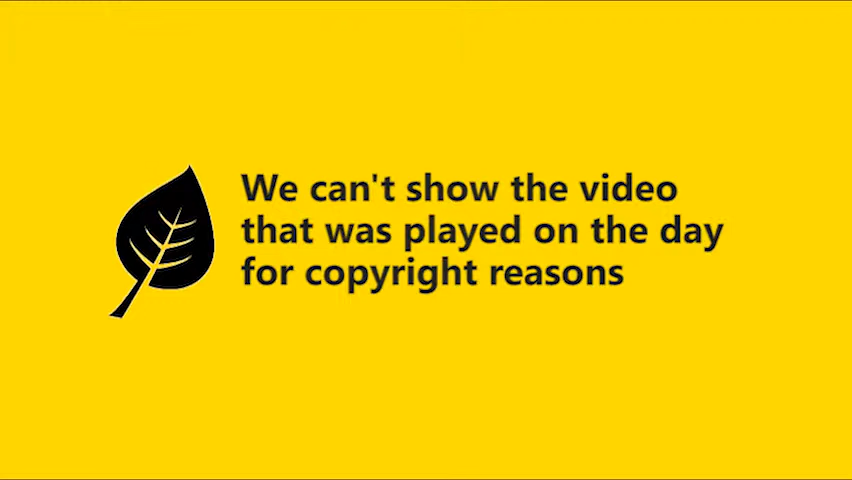 We can't show the video
that was played on the day
for copyright reasons